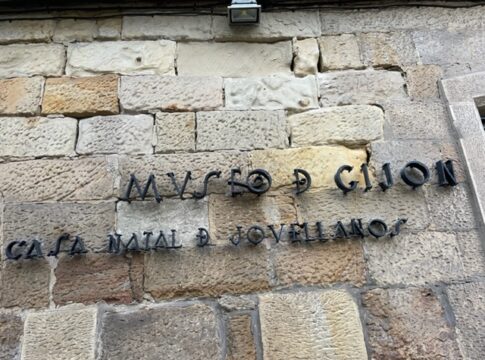 MVSEO Đ GIJON
CASA NATAL Đ JOVELLANOS